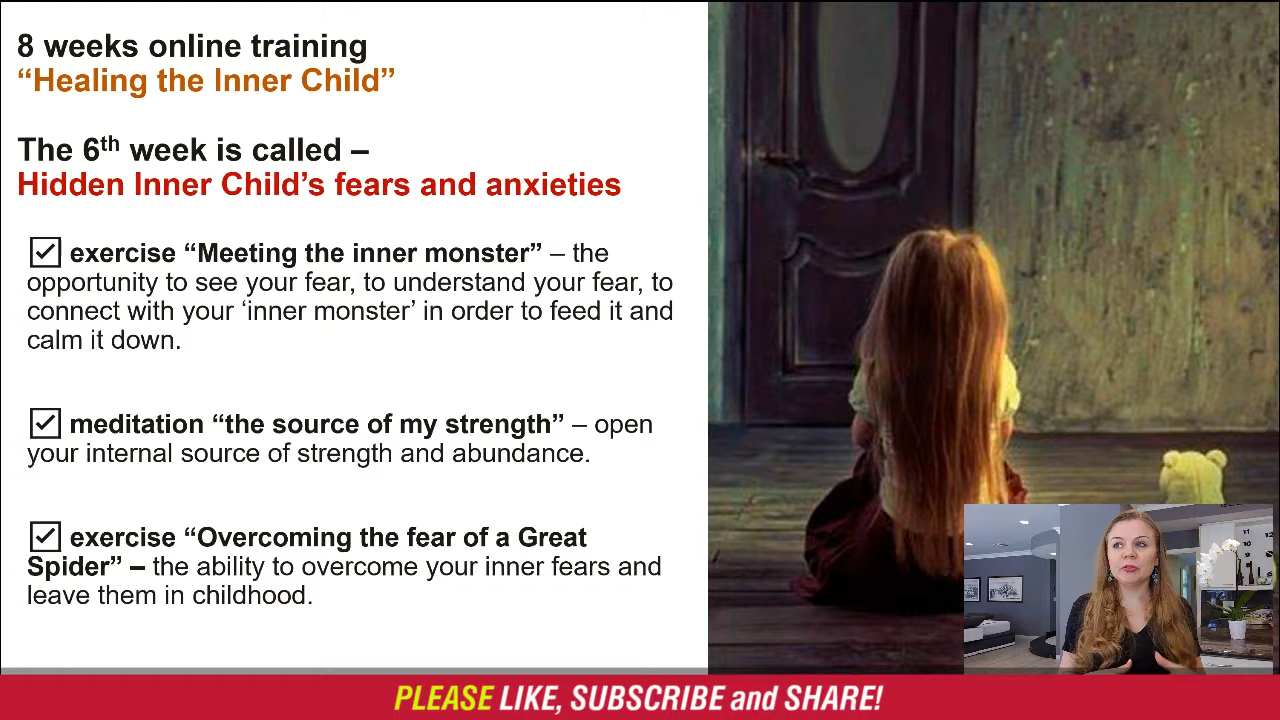 8 weeks online training
“Healing the Inner Child”
The 6th week is called –
Hidden Inner Child’s fears and anxieties
☑ exercise “Meeting the inner monster” – the
opportunity to see your fear, to understand your fear, to
connect with your ‘inner monster’ in order to feed it and
calm it down.
☑ meditation “the source of my strength” – open
your internal source of strength and abundance.
☑ exercise “Overcoming the fear of a Great
Spider” – the ability to overcome your inner fears and
leave them in childhood.
PLEASE LIKE, SUBSCRIBE and SHARE!